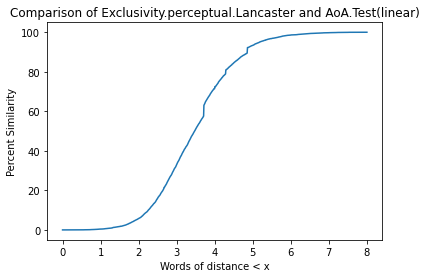 Comparison of Exclusivity.perceptual.Lancaster and AoA.Test(linear)
100
80
60
40
20
0
Percent Similarity
0 1 2 3 4 5 6 7 8
Words of distance < x